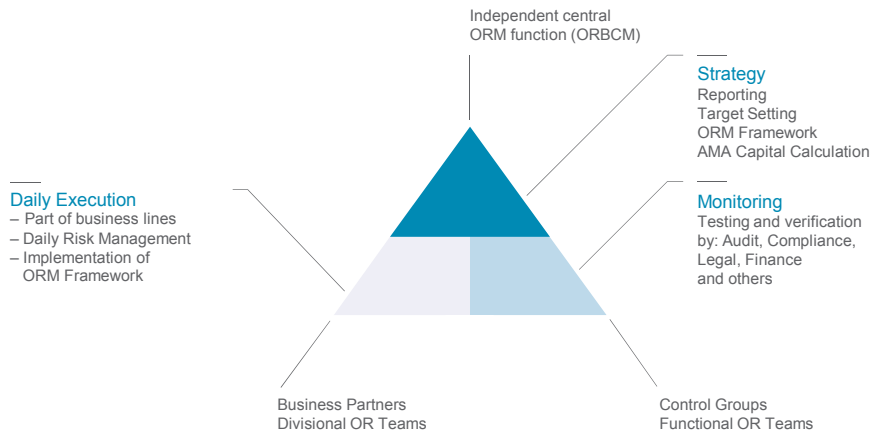 Independent central
ORM function (ORBCM)
Strategy
Reporting
Target Setting
ORM Framework
AMA Capital Calculation
Daily Execution
– Part of business lines
– Daily Risk Management
– Implementation of
ORM Framework
Monitoring
Testing and verification
by: Audit, Compliance,
Legal, Finance
and others
Business Partners
Divisional OR Teams
Control Groups
Functional OR Teams